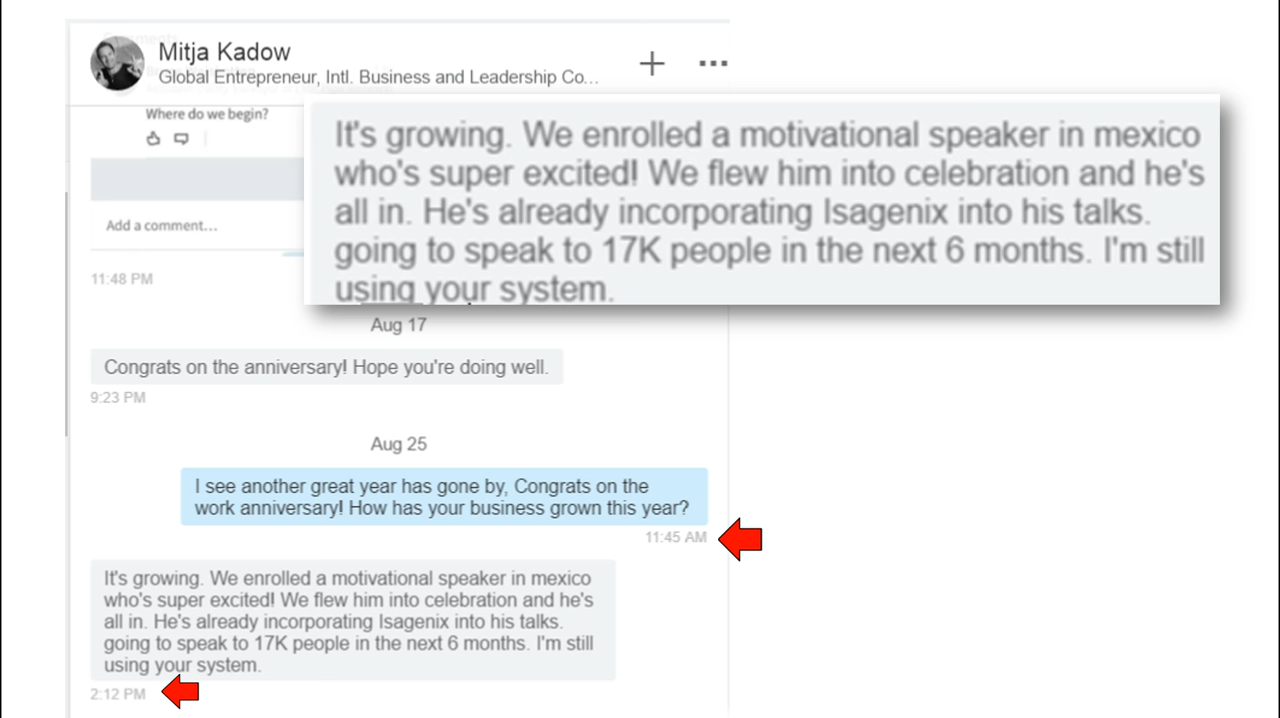 Mitja Kadow
Global Entrepreneur, Intl. Business and Leadership Co...
Where do we begin?
Add a comment...
11:48 PM
It's growing. We enrolled a motivational speaker in mexico
who's super excited! We flew him into celebration and he's
all in. He's already incorporating Isagenix into his talks.
going to speak to 17K people in the next 6 months. I'm still
using your system.
Aug 17
Congrats on the anniversary! Hope you're doing well.
9:23 PM
Aug 25
I see another great year has gone by, Congrats on the
work anniversary! How has your business grown this year?
11:45 AM
It's growing. We enrolled a motivational speaker in mexico
who's super excited! We flew him into celebration and he's
all in. He's already incorporating Isagenix into his talks.
going to speak to 17K people in the next 6 months. I'm still
using your system.
2:12 PM